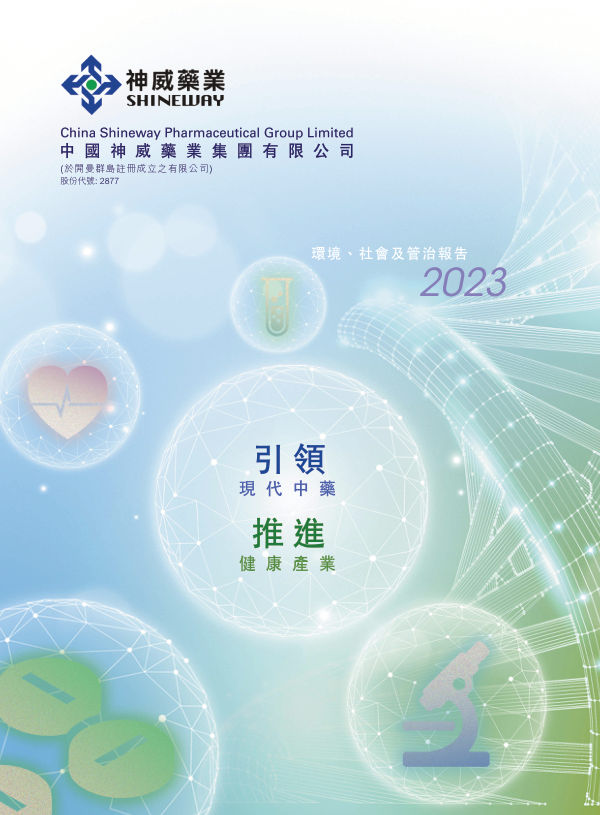 神威藥業
SHINEWAY
China Shineway Pharmaceutical Group Limited
中國神威藥業集團有限公司
(於開曼群島註冊成立之有限公司)
股份代號: 2877
環境、社會及管治報告
2023
引領
現代中藥
推進
健康產業